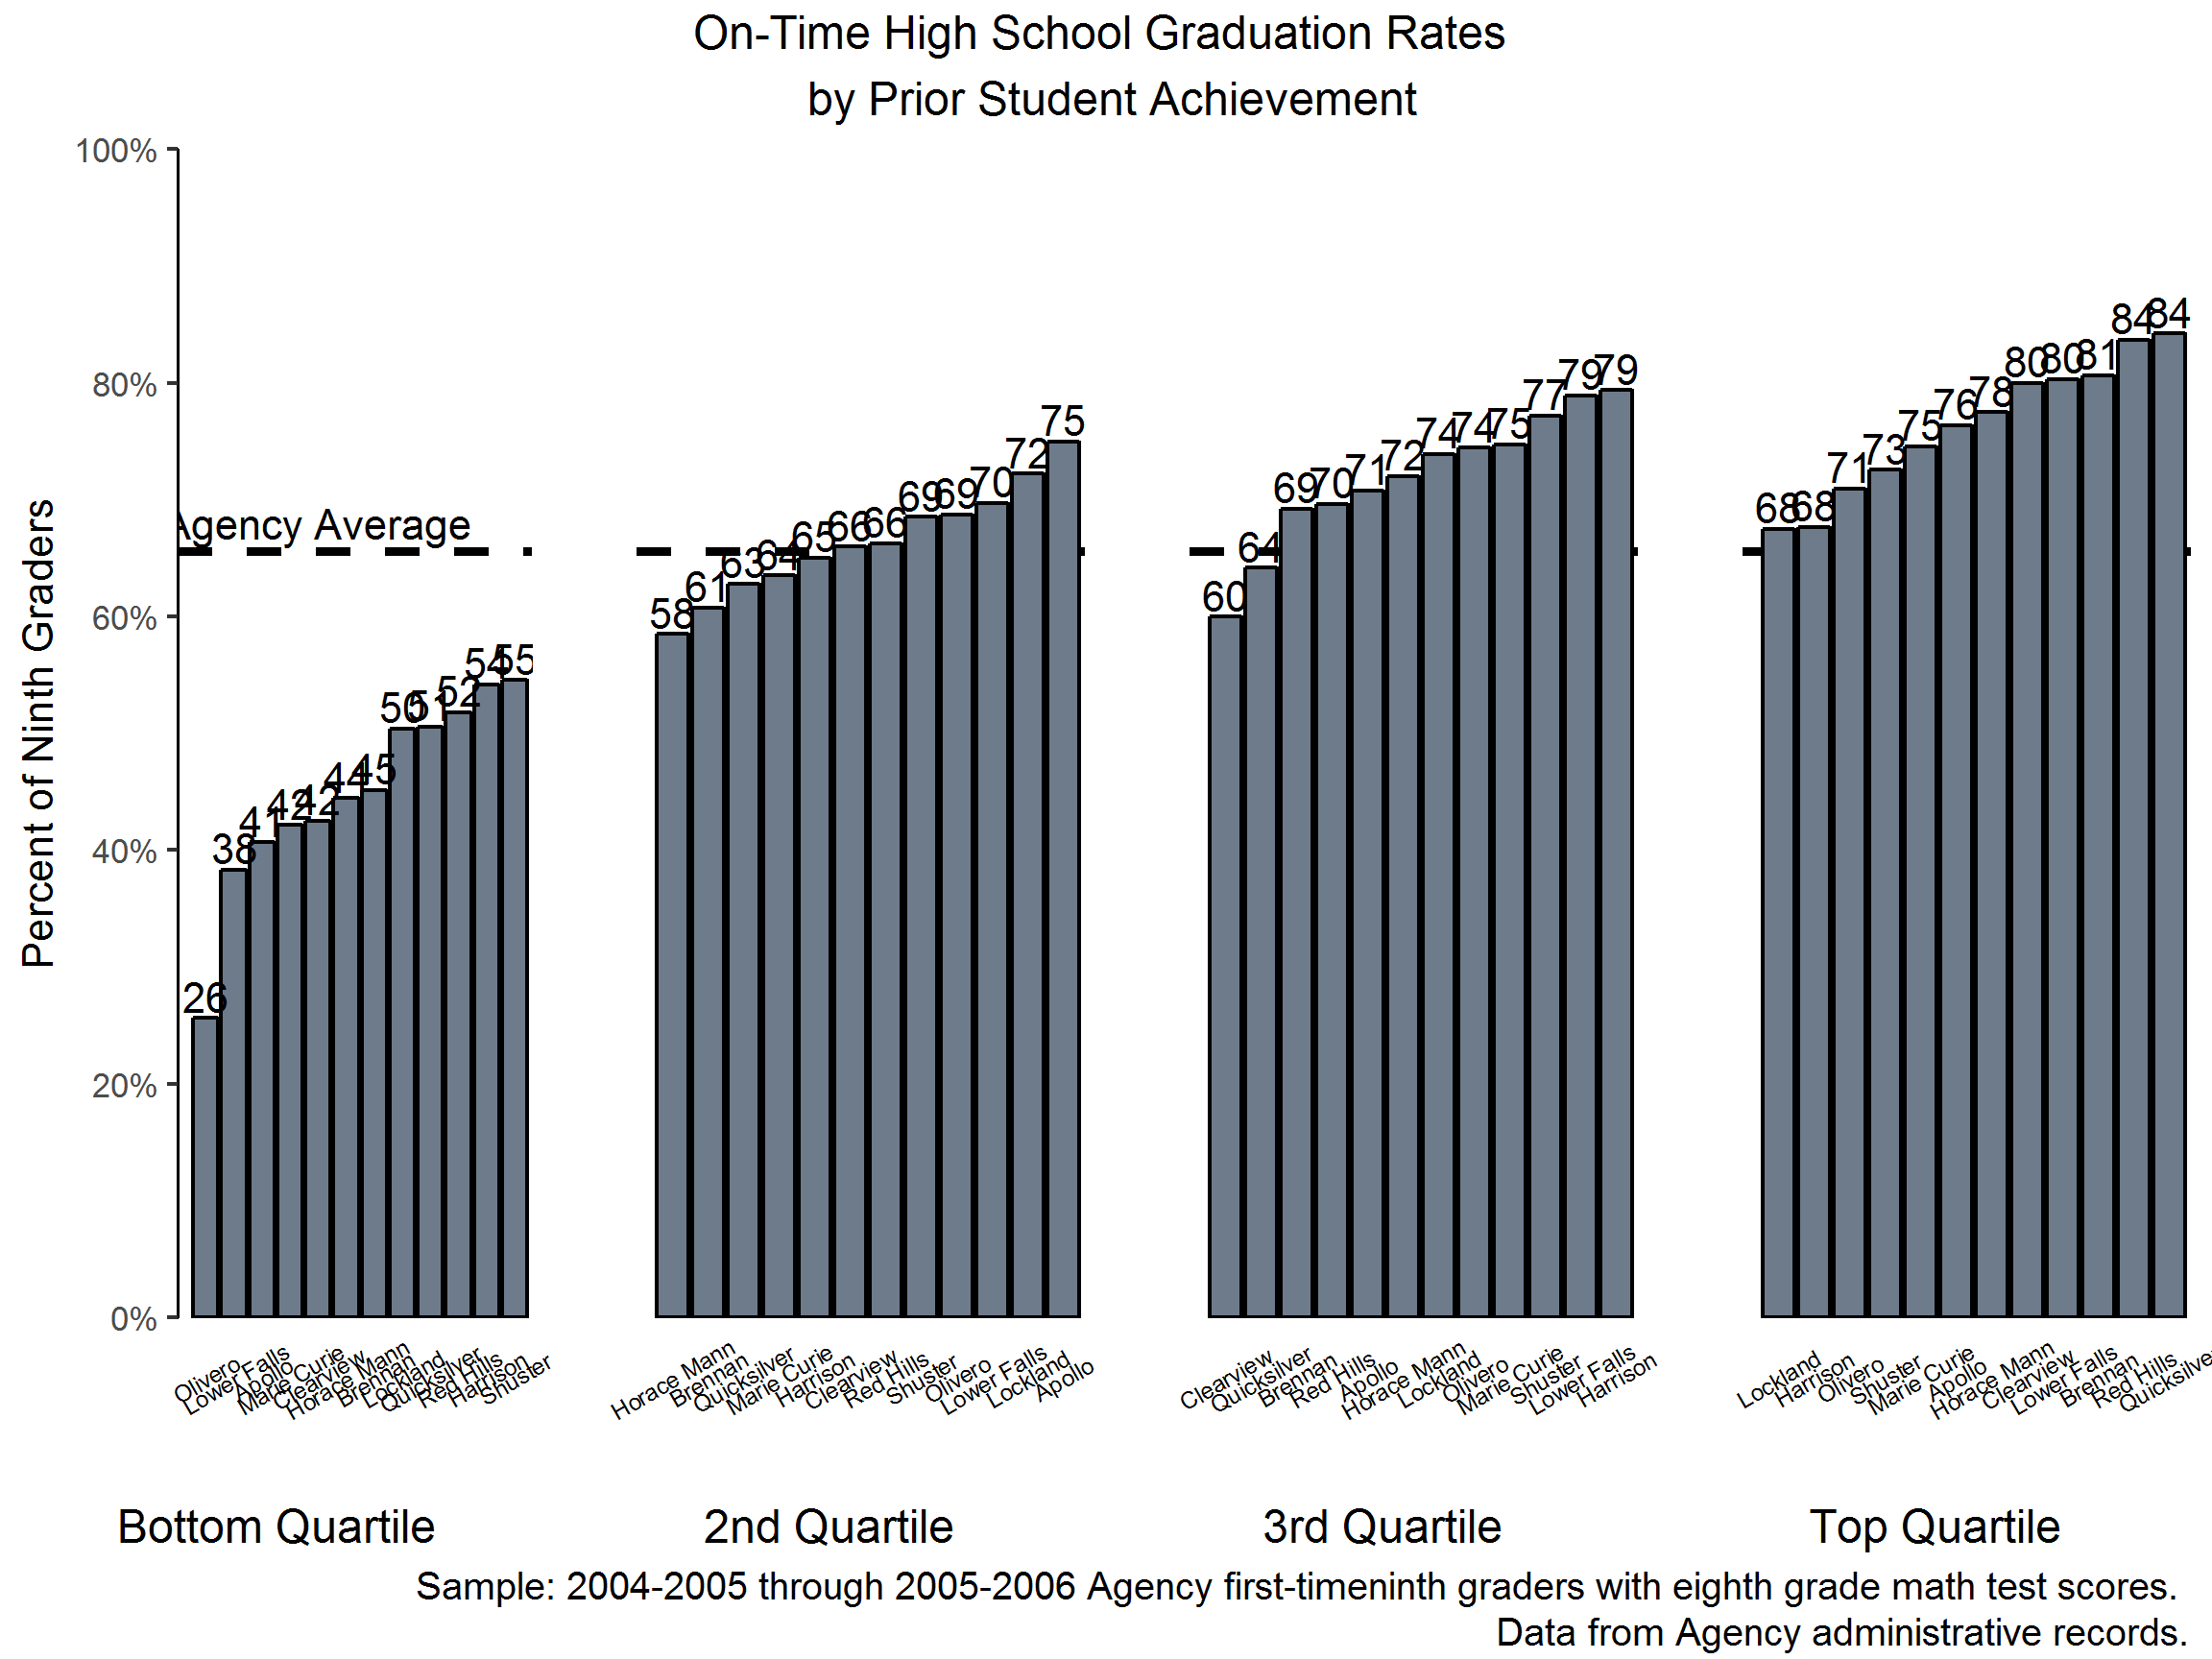 On-Time High School Graduation Rates
by Prior Student Achievement
Percent of Ninth Graders
100%
80%
60%
40%
20%
0%
Agency Average
26
38
41
42
42
44
45
50
51
52
54
55
58
61
63
64
65
66
66
69
69
70
72
75
60
64
69
70
71
72
74
74
75
77
79
79
68
68
71
73
75
76
78
80
80
81
84
84
Olivero
Lower Falls
Apollo
Marie Curie
Clearview
Horace Mann
Brennan
Lockland
Quicksilver
Red Hills
Harrison
Shuster
Horace Mann
Brennan
Quicksilver
Marie Curie
Harrison
Clearview
Red Hills
Shuster
Olivero
Lower Falls
Lockland
Apollo
Clearview
Quicksilver
Brennan
Red Hills
Apollo
Horace Mann
Lockland
Olivero
Marie Curie
Shuster
Lower Falls
Harrison
Lockland
Harrison
Olivero
Shuster
Marie Curie
Apollo
Horace Mann
Clearview
Lower Falls
Brennan
Red Hills
Quicksilver
Bottom Quartile
2nd Quartile
3rd Quartile
Top Quartile
Sample: 2004-2005 through 2005-2006 Agency first-timeninth graders with eighth grade math test scores.
Data from Agency administrative records.